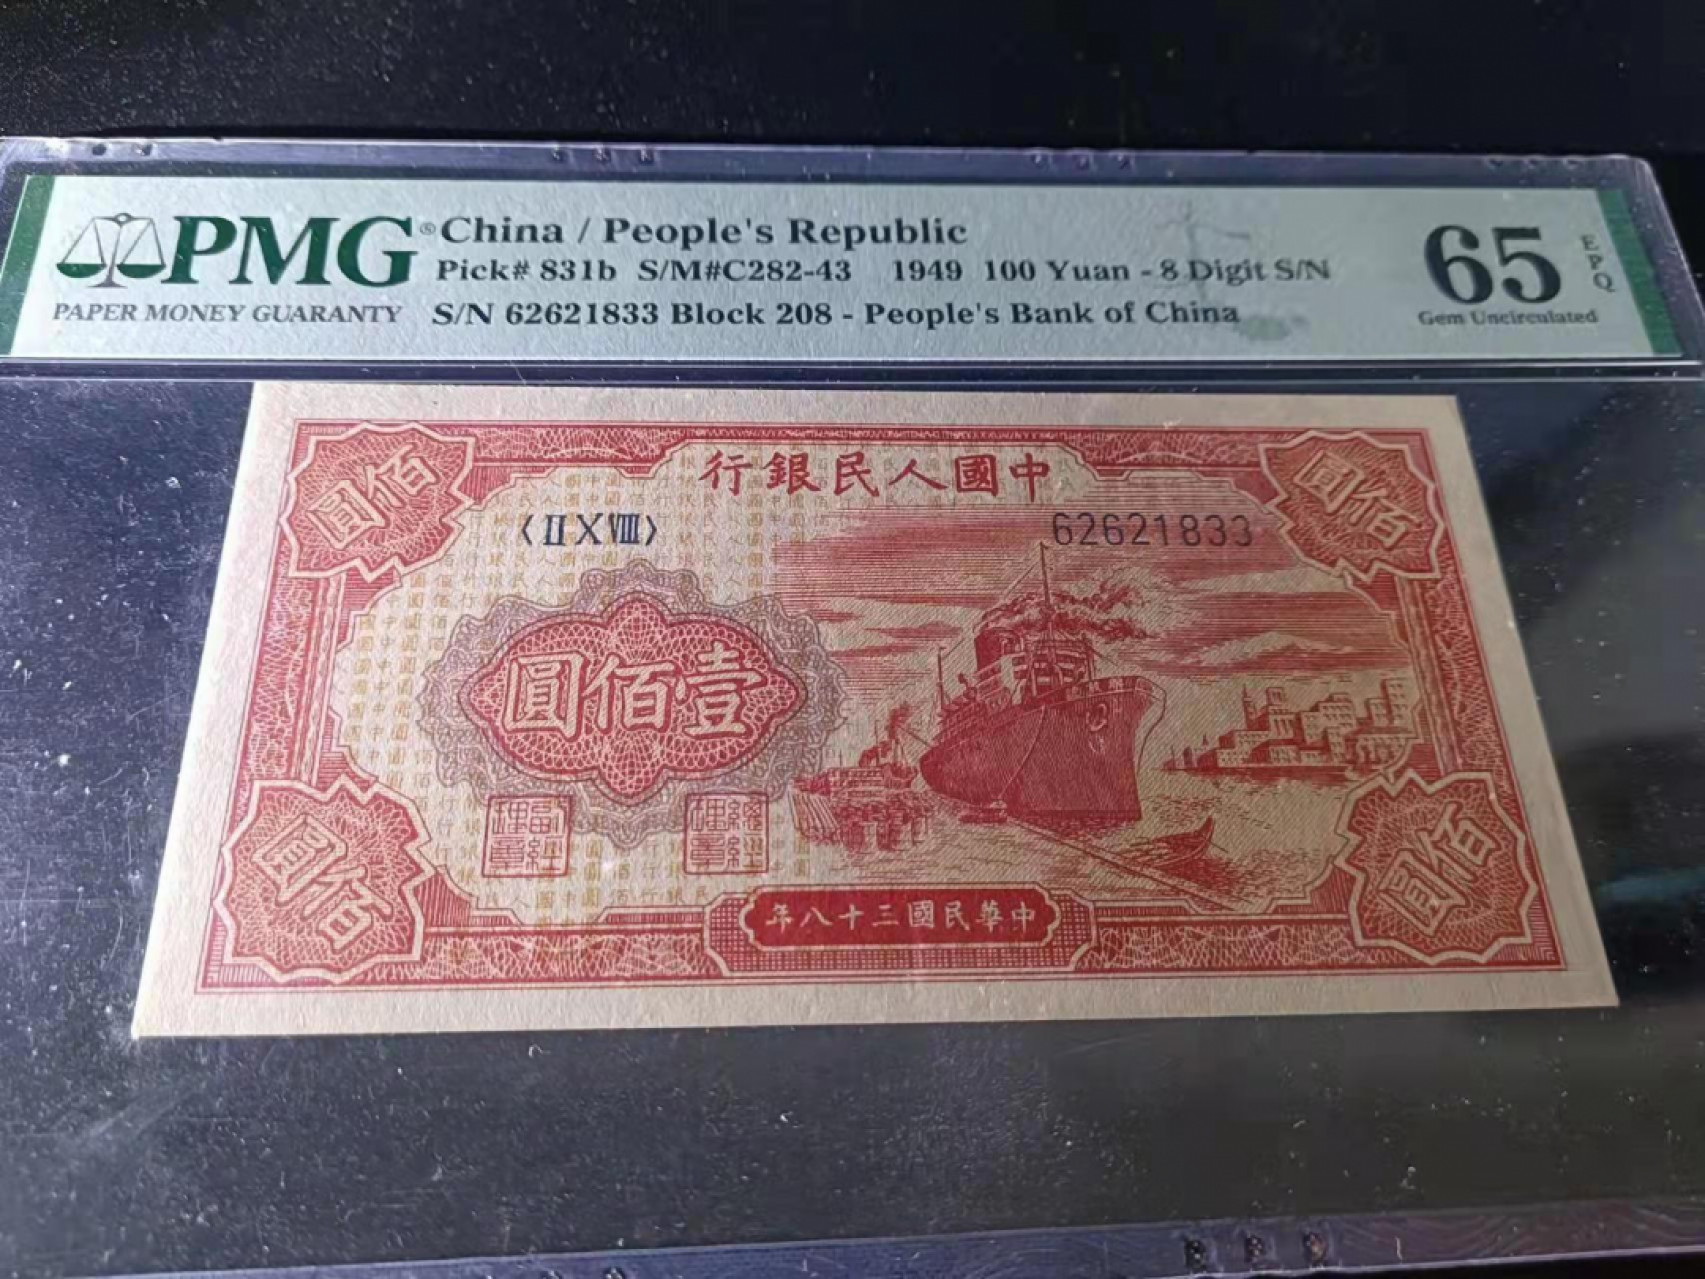 PMG® China / People's Republic
Pick# 831b S/M#C282-43 1949 100 Yuan - 8 Digit S/N
PAPER MONEY GUARANTY S/N 62621833 Block 208 - People's Bank of China
65 EPQ
Gem Uncirculated
行銀民人國中
圓佰
圓佰
〈ⅡⅩⅧ〉
62621833
圓佰壹
副經
理章
總經
理章
圓佰
圓佰
年八十三國民華中